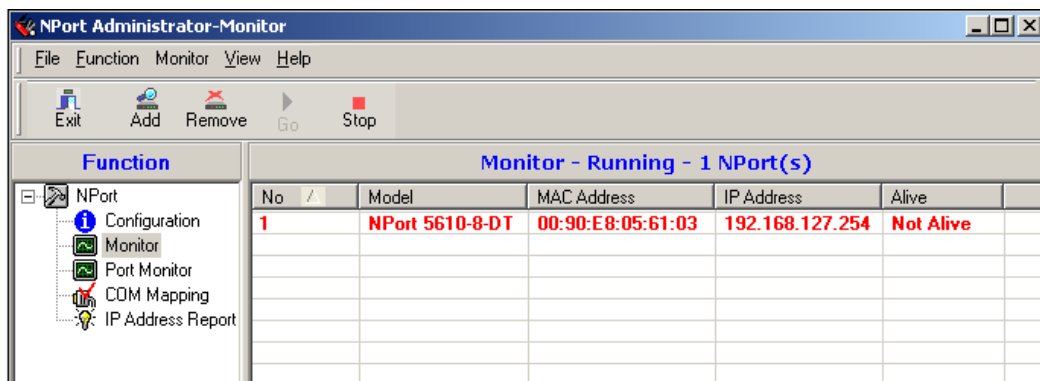 NPort Administrator-Monitor
File Function Monitor View Help
Exit Add Remove Go Stop
Function
Monitor - Running - 1 NPort(s)
NPort
Configuration
Monitor
Port Monitor
COM Mapping
IP Address Report
No Model MAC Address IP Address Alive
1 NPort 5610-8-DT 00:90:E8:05:61:03 192.168.127.254 Not Alive